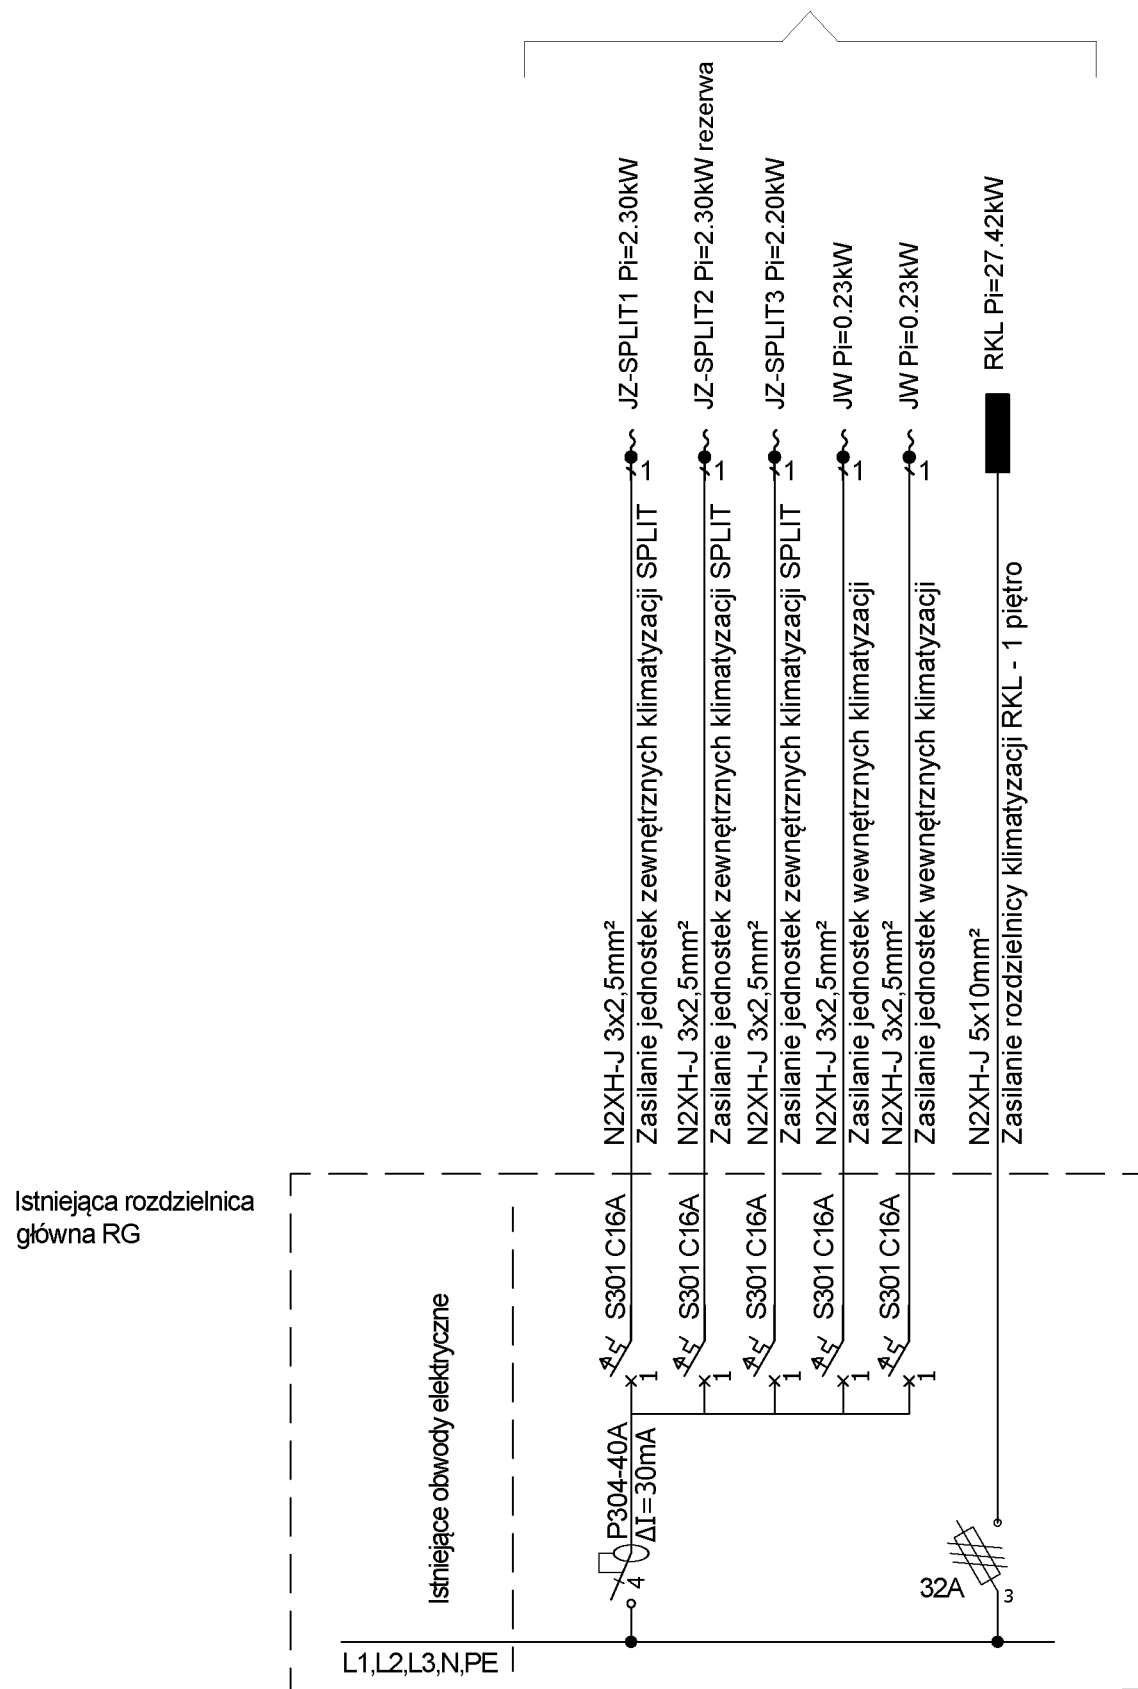 JZ-SPLIT1 Pi=2.30kW
JZ-SPLIT2 Pi=2.30kW rezerwa
JZ-SPLIT3 Pi=2.20kW
JW Pi=0.23kW
JW Pi=0.23kW
RKL Pi=27.42kW
1
1
1
1
1
N2XH-J 3x2,5mm²
Zasilanie jednostek zewnętrznych klimatyzacji SPLIT
N2XH-J 3x2,5mm²
Zasilanie jednostek zewnętrznych klimatyzacji SPLIT
N2XH-J 3x2,5mm²
Zasilanie jednostek zewnętrznych klimatyzacji SPLIT
N2XH-J 3x2,5mm²
Zasilanie jednostek wewnętrznych klimatyzacji
N2XH-J 3x2,5mm²
Zasilanie jednostek wewnętrznych klimatyzacji
N2XH-J 5x10mm²
Zasilanie rozdzielnicy klimatyzacji RKL - 1 piętro
Istniejąca rozdzielnica
główna RG
Istniejące obwody elektryczne
S301 C16A
S301 C16A
S301 C16A
S301 C16A
S301 C16A
1
1
1
1
1
P304-40A
ΔI=30mA
4
32A
3
L1,L2,L3,N,PE